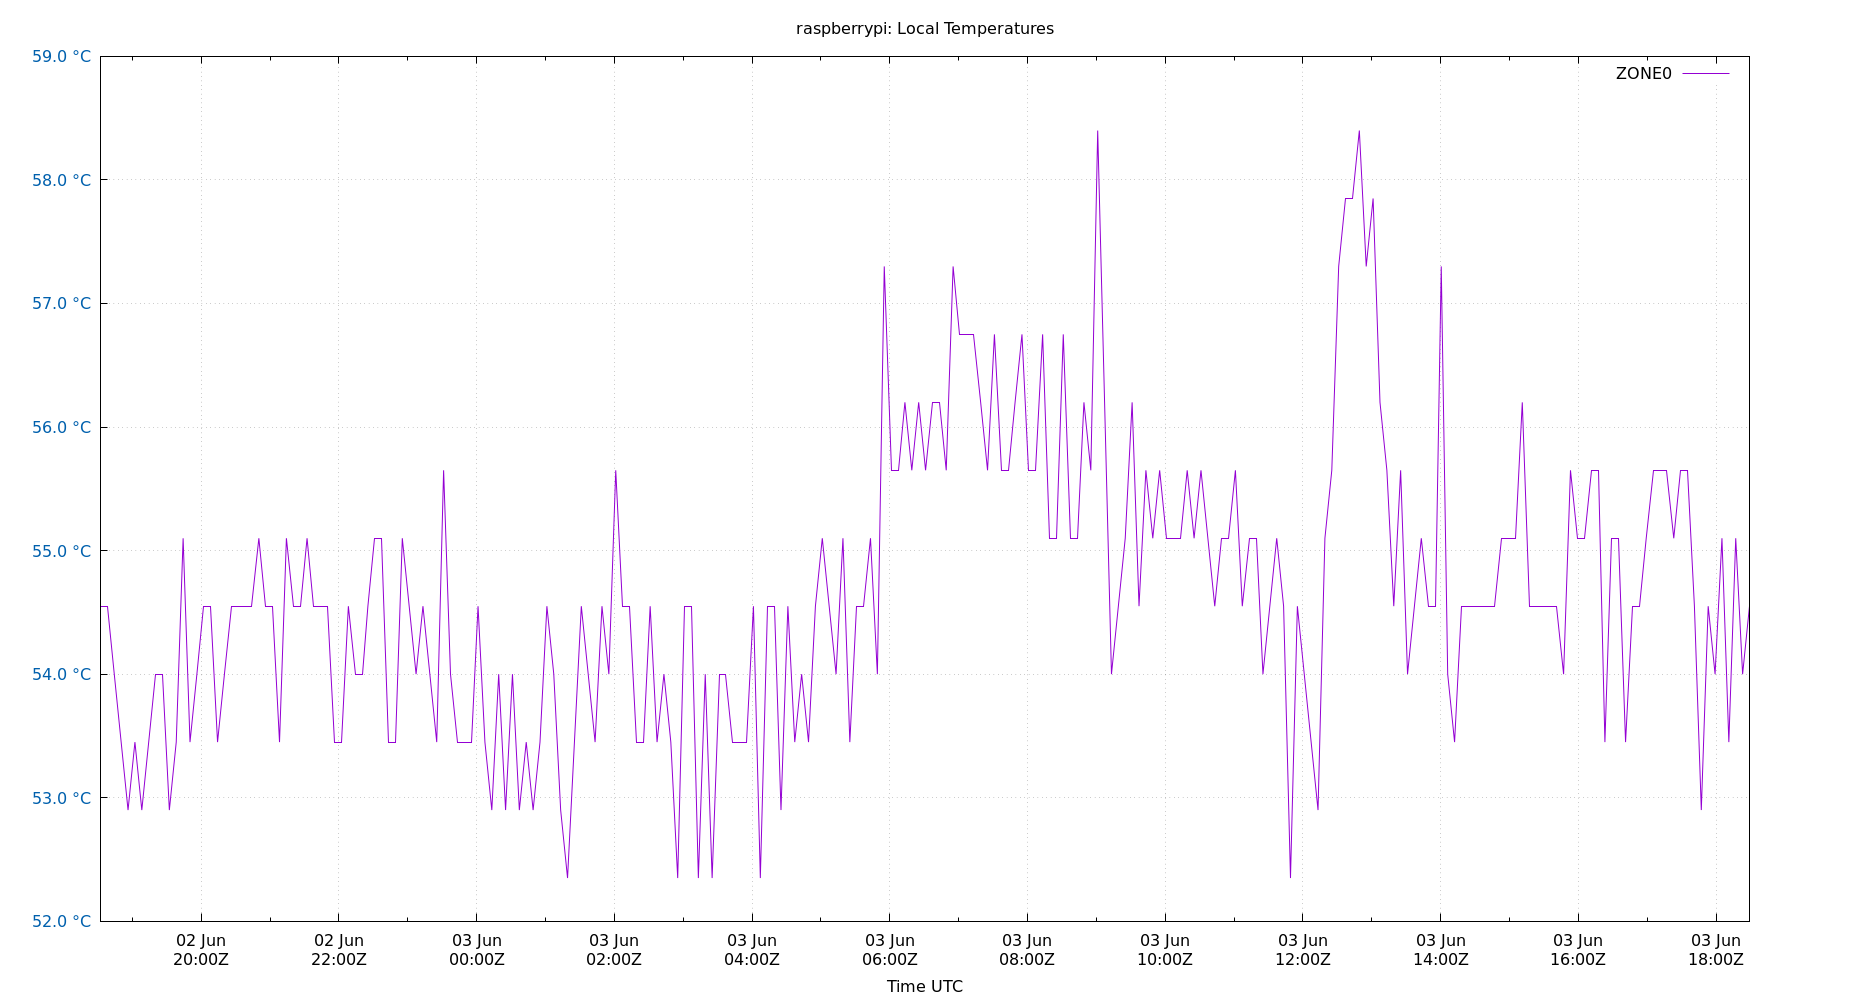 raspberrypi: Local Temperatures
59.0 °C
58.0 °C
57.0 °C
56.0 °C
55.0 °C
54.0 °C
53.0 °C
52.0 °C
ZONE0
02 Jun 02 Jun 03 Jun 03 Jun 03 Jun 03 Jun 03 Jun 03 Jun 03 Jun 03 Jun 03 Jun 03 Jun
20:00Z 22:00Z 00:00Z 02:00Z 04:00Z 06:00Z 08:00Z 10:00Z 12:00Z 14:00Z 16:00Z 18:00Z
Time UTC